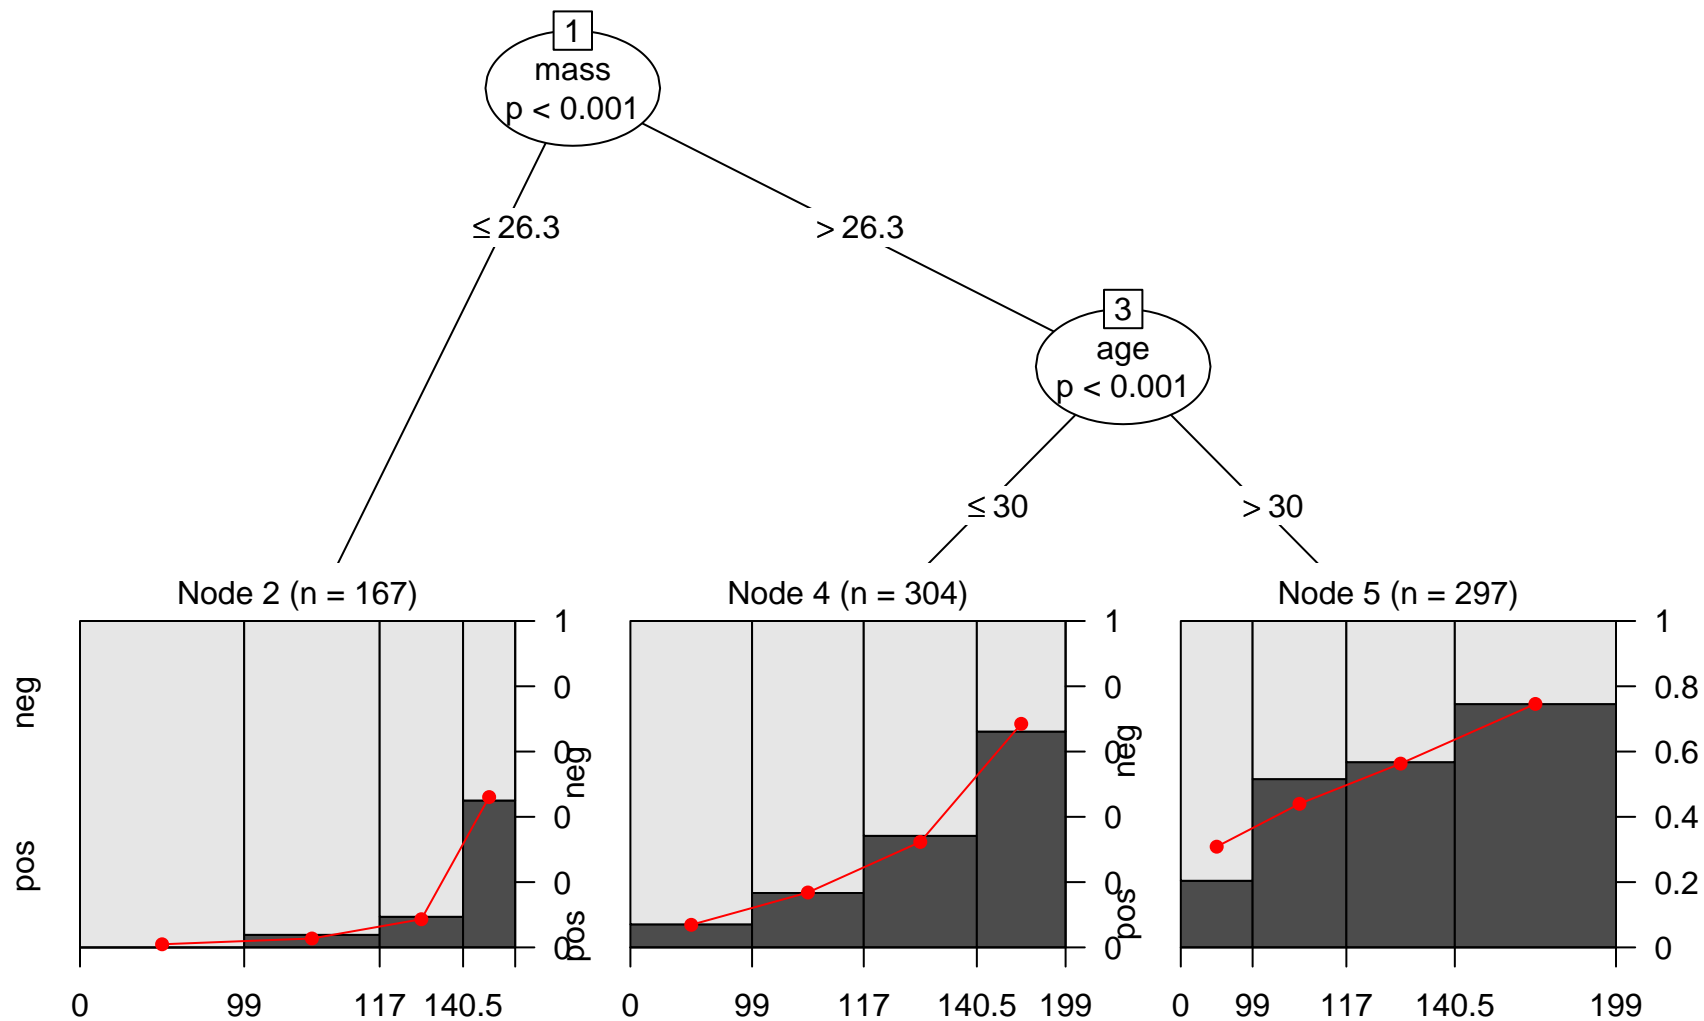 1
mass
p < 0.001
≤ 26.3
> 26.3
3
age
p < 0.001
≤ 30
> 30
Node 2 (n = 167)
neg
pos
1
0
0
0
0
0
0
99
117
140.5
Node 4 (n = 304)
neg
pos
1
0
0
0
0
0
0
99
117
140.5
199
Node 5 (n = 297)
neg
pos
1
0.8
0.6
0.4
0.2
0
0
99
117
140.5
199